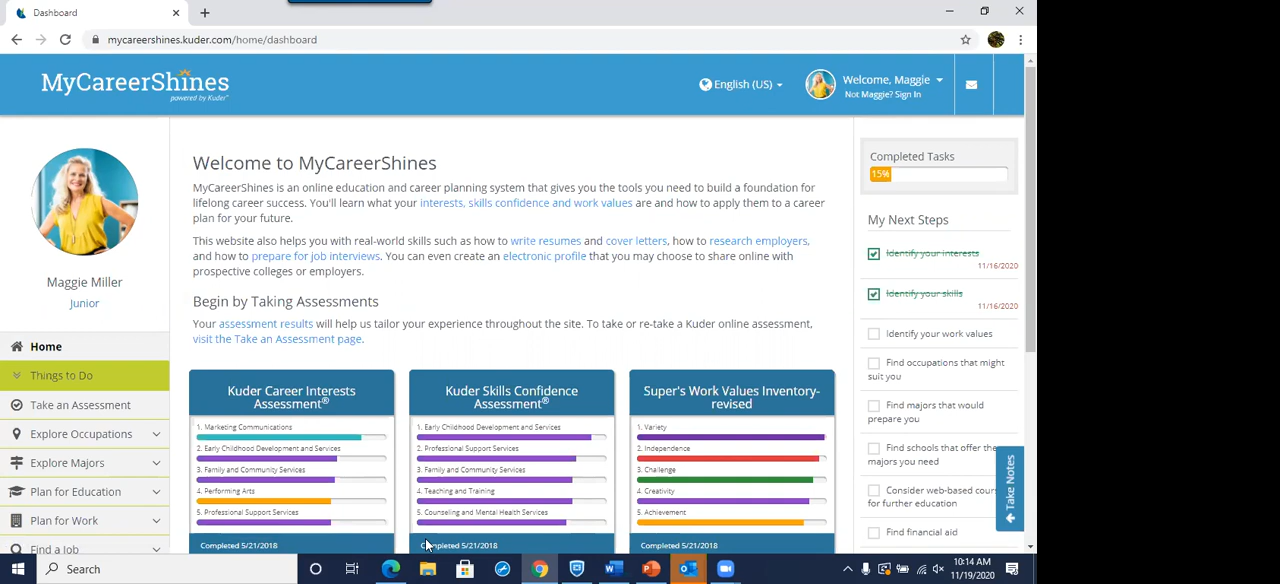 Dashboard
mycareershines.kuder.com/home/dashboard
MyCareerShines
powered by Kuder®
English (US)
Welcome, Maggie
Not Maggie? Sign In
Maggie Miller
Junior
Home
Things to Do
Take an Assessment
Explore Occupations
Explore Majors
Plan for Education
Plan for Work
Find a Job
Welcome to MyCareerShines
MyCareerShines is an online education and career planning system that gives you the tools you need to build a foundation for
lifelong career success. You'll learn what your interests, skills confidence and work values are and how to apply them to a career
plan for your future.
This website also helps you with real-world skills such as how to write resumes and cover letters, how to research employers,
and how to prepare for job interviews. You can even create an electronic profile that you may choose to share online with
prospective colleges or employers.
Begin by Taking Assessments
Your assessment results will help us tailor your experience throughout the site. To take or re-take a Kuder online assessment,
visit the Take an Assessment page.
Kuder Career Interests
Assessment®
1. Marketing Communications
2. Early Childhood Development and Services
3. Family and Community Services
4. Performing Arts
5. Professional Support Services
Completed 5/21/2018
Kuder Skills Confidence
Assessment®
1. Early Childhood Development and Services
2. Professional Support Services
3. Family and Community Services
4. Teaching and Training
5. Counseling and Mental Health Services
Completed 5/21/2018
Super's Work Values Inventory-
revised
1. Variety
2. Independence
3. Challenge
4. Creativity
5. Achievement
Completed 5/21/2018
Completed Tasks
15%
My Next Steps
Identify your interests
11/16/2020
Identify your skills
11/16/2020
Identify your work values
Find occupations that might
suit you
Find majors that would
prepare you
Find schools that offer the
majors you need
Consider web-based cour
for further education
Find financial aid
Take Notes
Search
10:14 AM
11/19/2020